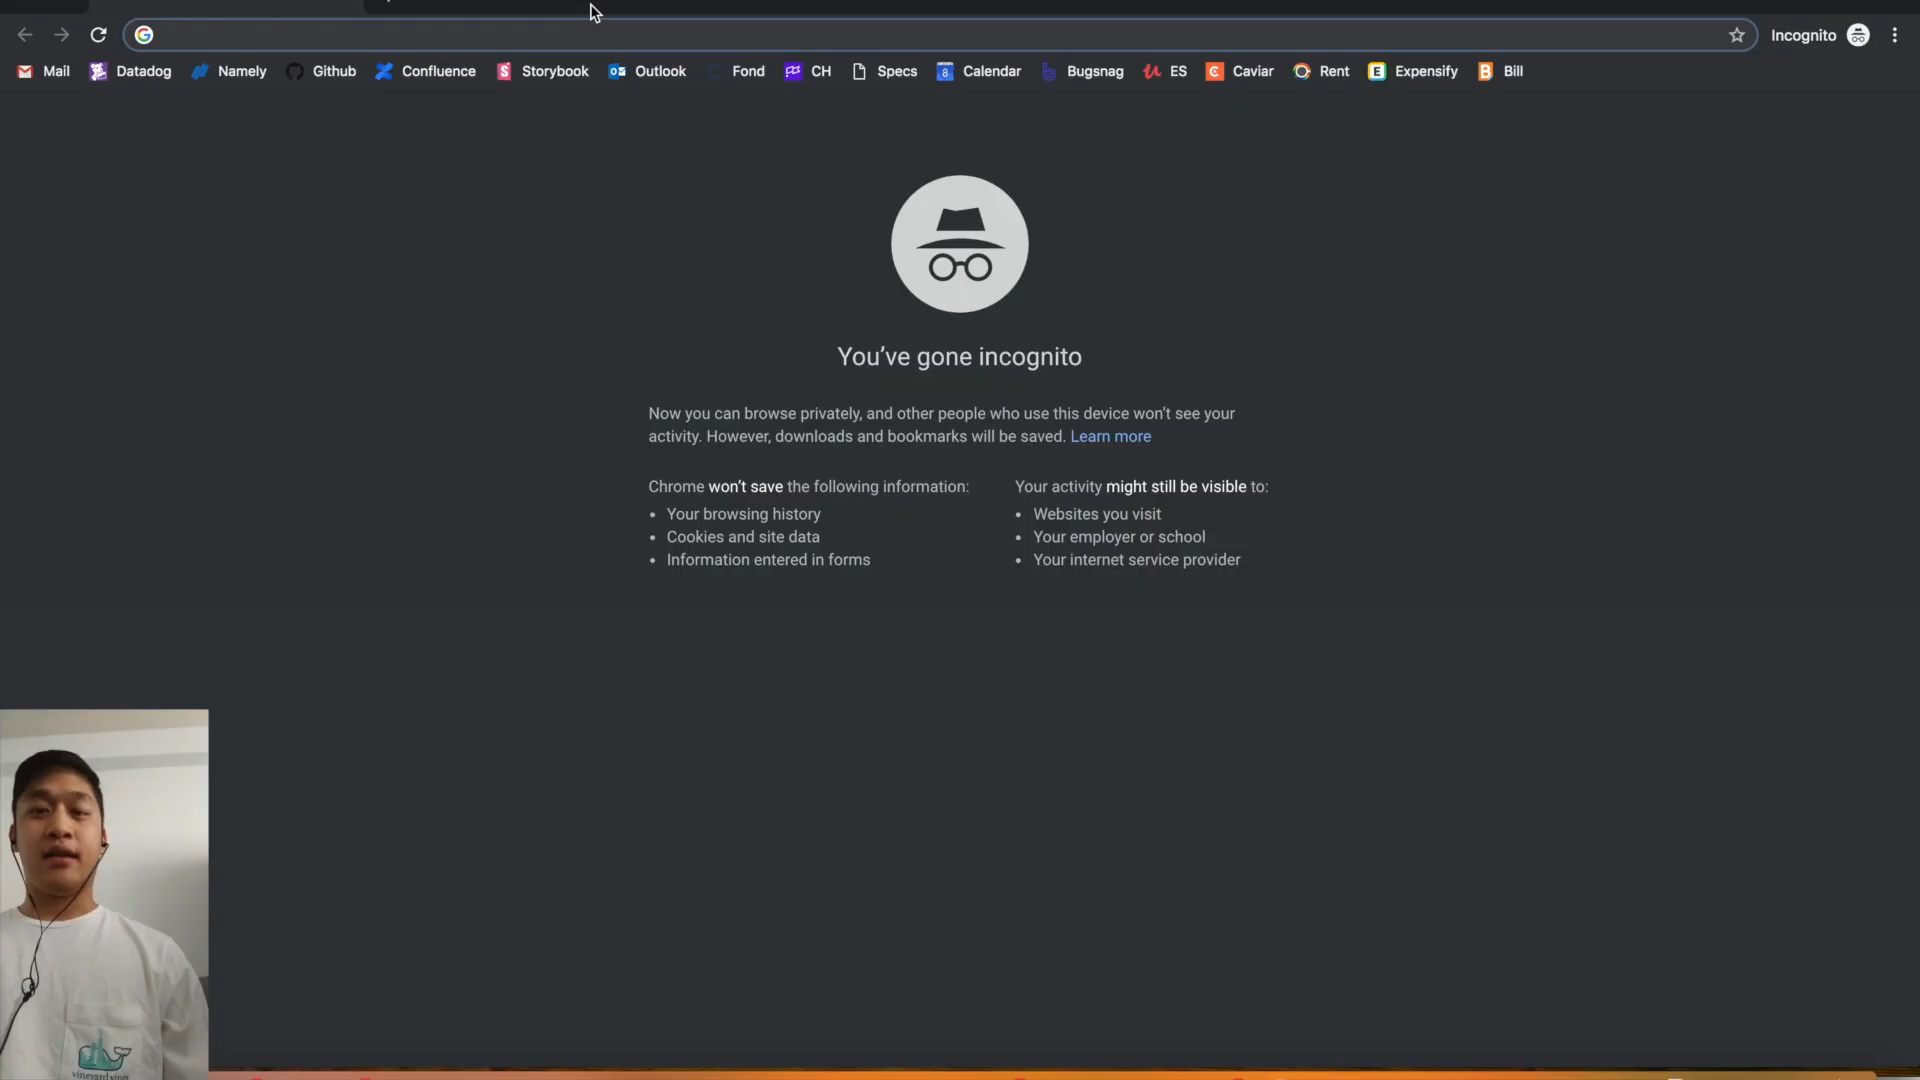 Incognito
Mail Datadog Namely Github Confluence Storybook Outlook Fond CH Specs Calendar Bugsnag ES Caviar Rent Expensify Bill
You've gone incognito
Now you can browse privately, and other people who use this device won't see your
activity. However, downloads and bookmarks will be saved. Learn more
Chrome won't save the following information:
• Your browsing history
• Cookies and site data
• Information entered in forms
Your activity might still be visible to:
• Websites you visit
• Your employer or school
• Your internet service provider
vineyard vines